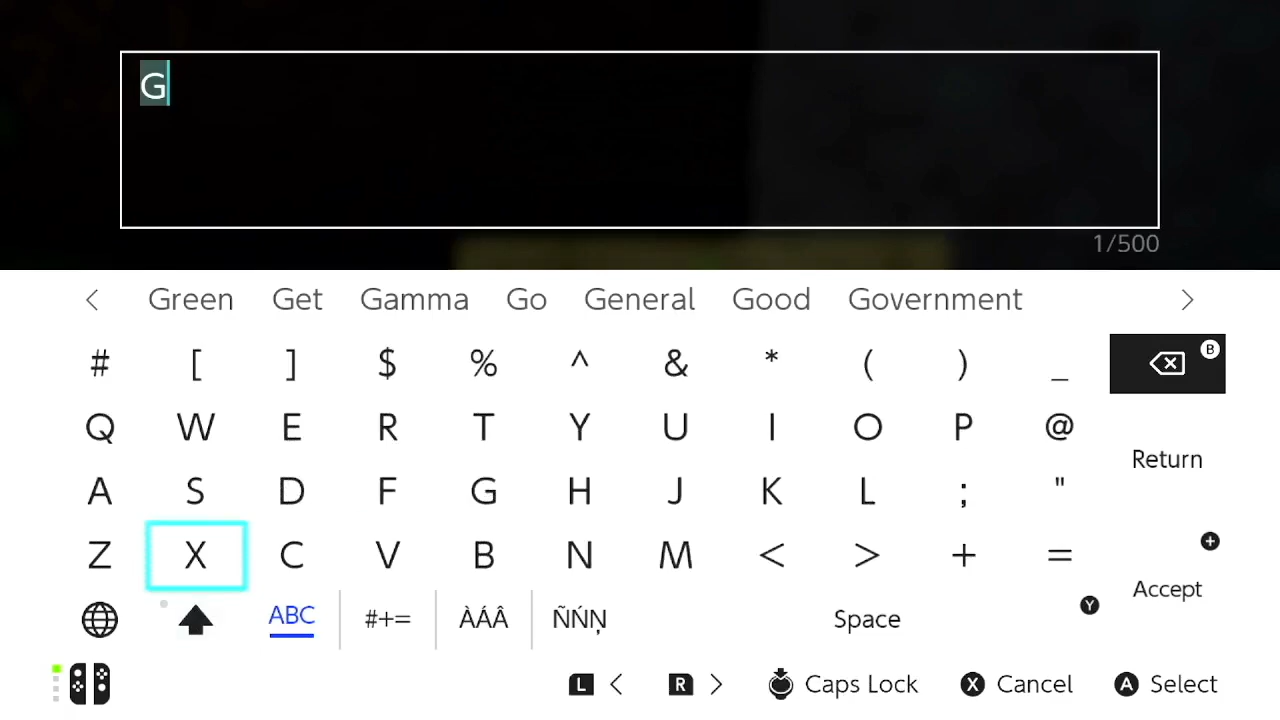 G
1/500
< Green Get Gamma Go General Good Government >
# [ ] $ % ^ & * ( ) _ B
Q W E R T Y U I O P @
Return
A S D F G H J K L ; "
Z X C V B N M < > + =
+
Accept
ABC #+= ÀÁÂ ÑŃŅ Space Y
L < R > Caps Lock X Cancel A Select